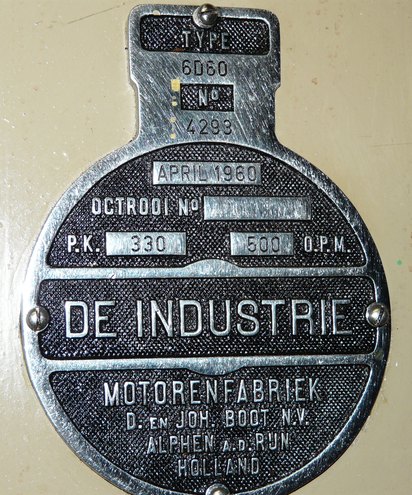 TYPE
6D60
Nº
4293
APRIL 1960
OCTROOI Nº
P.K. 330 500 O.P.M.
DE INDUSTRIE
MOTORENFABRIEK
D. EN JOH. BOOT N.V.
ALPHEN A.D. RIJN
HOLLAND